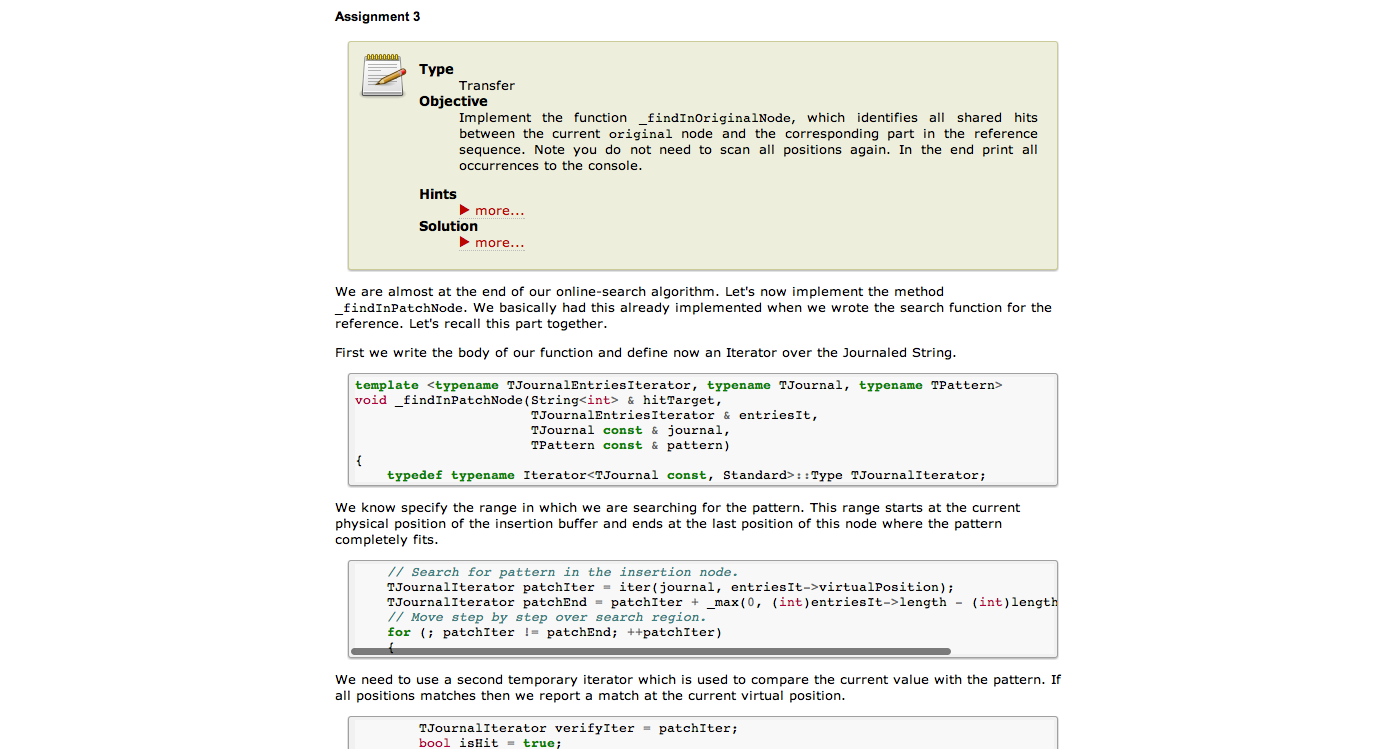 Assignment 3
Type
Transfer
Objective
Implement the function _findInOriginalNode, which identifies all shared hits
between the current original node and the corresponding part in the reference
sequence. Note you do not need to scan all positions again. In the end print all
occurrences to the console.
Hints
more...
Solution
more...
We are almost at the end of our online-search algorithm. Let's now implement the method
_findInPatchNode. We basically had this already implemented when we wrote the search function for the
reference. Let's recall this part together.
First we write the body of our function and define now an Iterator over the Journaled String.
template <typename TJournalEntriesIterator, typename TJournal, typename TPattern>
void _findInPatchNode(String<int> & hitTarget,
TJournalEntriesIterator & entriesIt,
TJournal const & journal,
TPattern const & pattern)
{
typedef typename Iterator<TJournal const, Standard>::Type TJournalIterator;
We know specify the range in which we are searching for the pattern. This range starts at the current
physical position of the insertion buffer and ends at the last position of this node where the pattern
completely fits.
// Search for pattern in the insertion node.
TJournalIterator patchIter = iter(journal, entriesIt->virtualPosition);
TJournalIterator patchEnd = patchIter + _max(0, (int)entriesIt->length - (int)length
// Move step by step over search region.
for (; patchIter != patchEnd; ++patchIter)
{
We need to use a second temporary iterator which is used to compare the current value with the pattern. If
all positions matches then we report a match at the current virtual position.
TJournalIterator verifyIter = patchIter;
bool isHit = true;